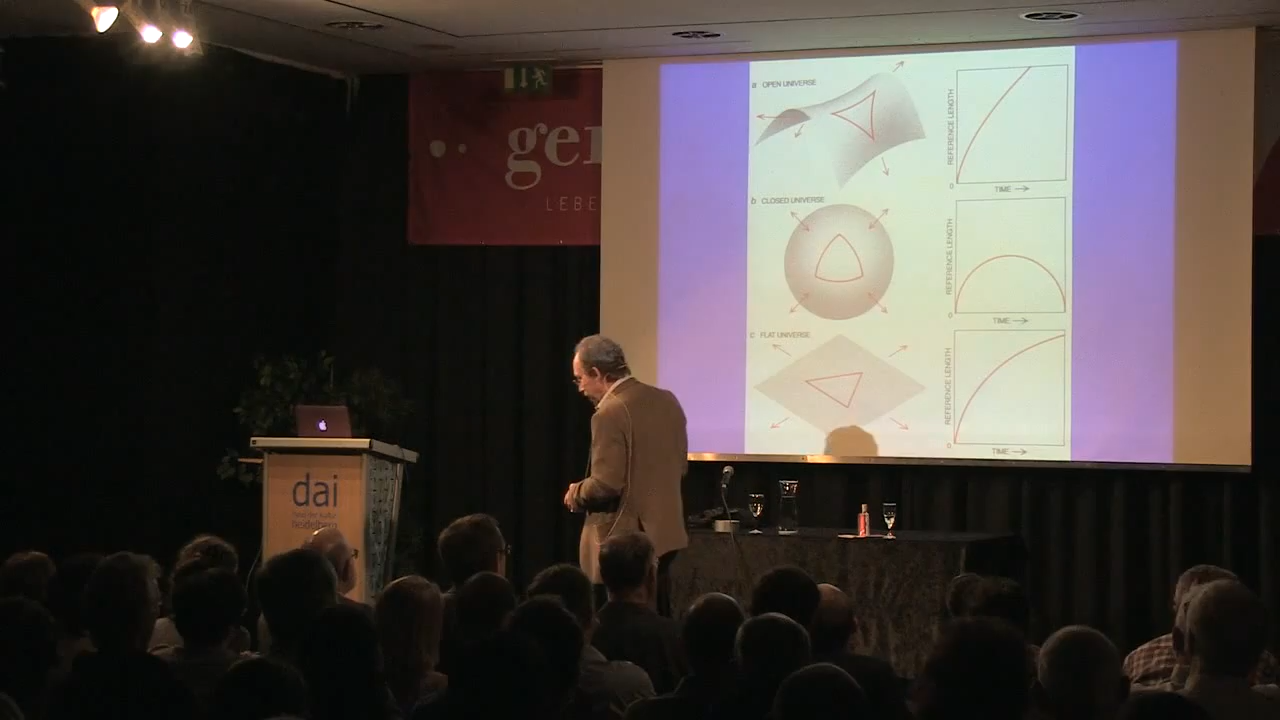 ger
LEBE
a OPEN UNIVERSE
REFERENCE LENGTH
0
TIME →
b CLOSED UNIVERSE
REFERENCE LENGTH
0
TIME →
c FLAT UNIVERSE
REFERENCE LENGTH
0
TIME →
dai
Heidelberg